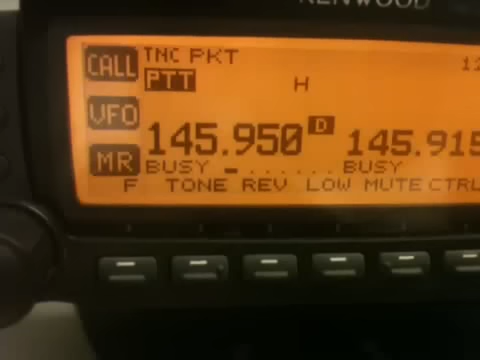 KENWOOD
CALL TNC PKT
PTT H
VFO
145.950 D 145.915
MR BUSY BUSY
F TONE REV LOW MUTE CTRL